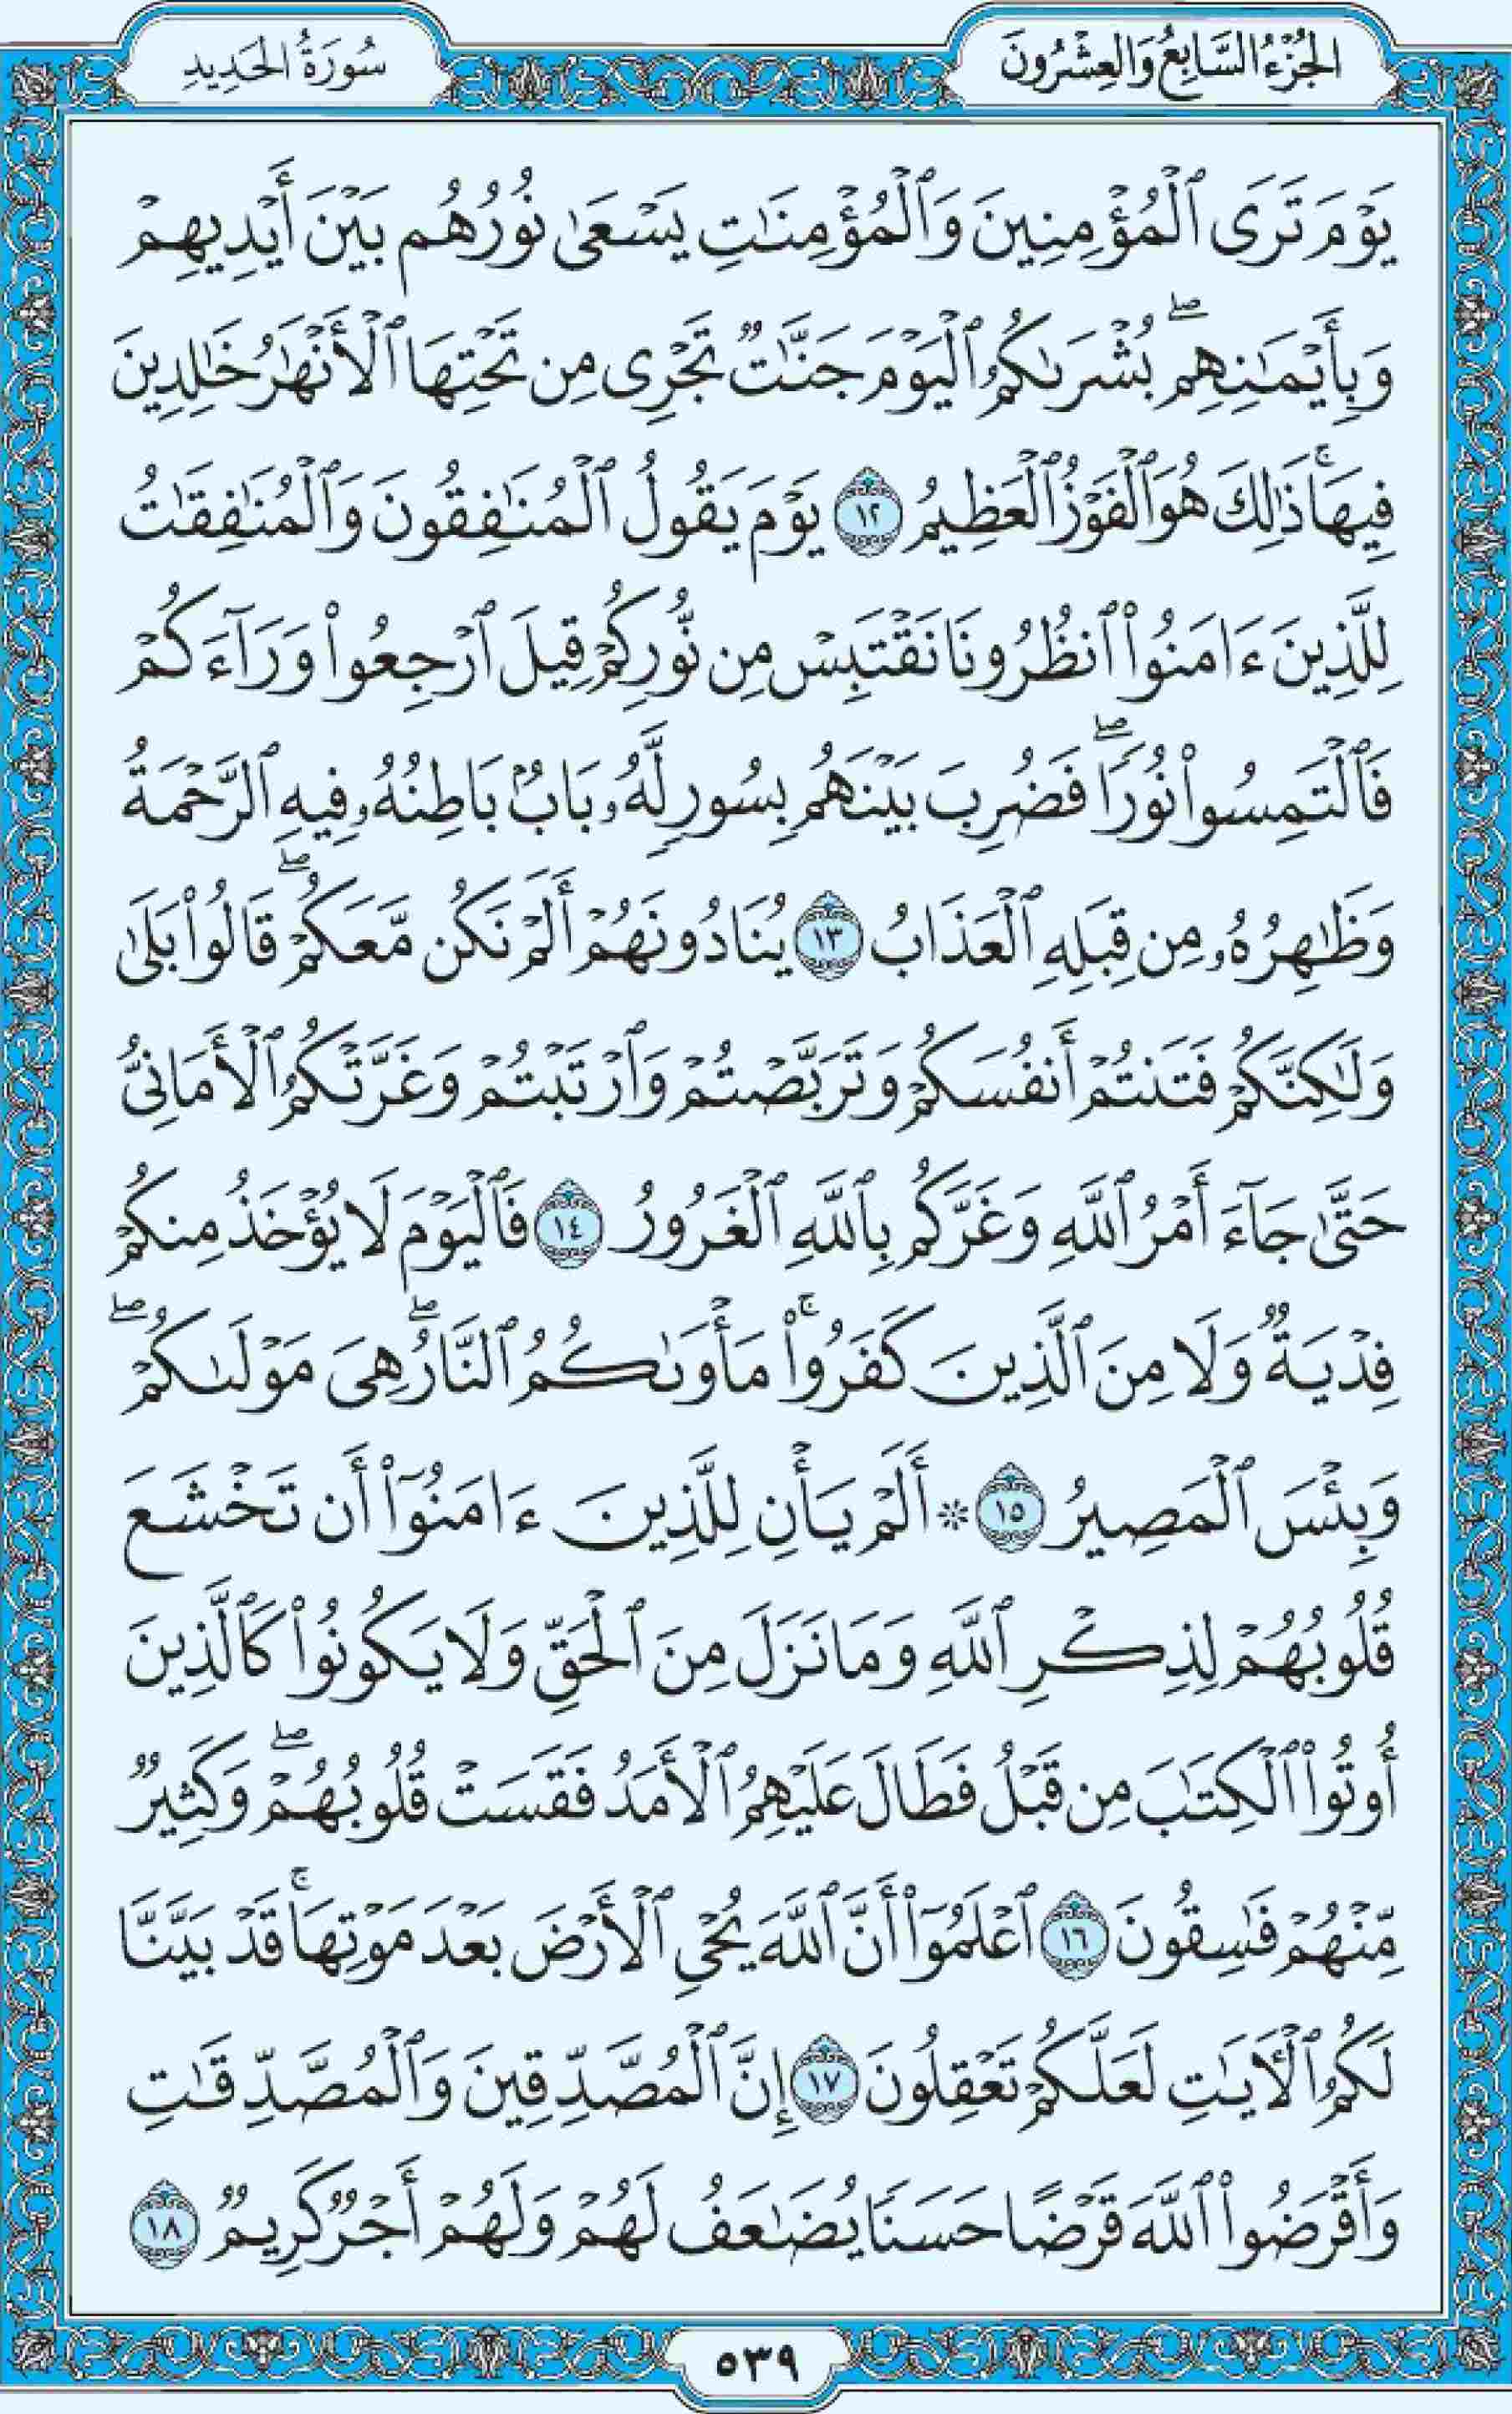 الجُزْءُ السَّابِعُ وَالعِشْرُونَ
سُورَةُ الحَدِيدِ
يَوْمَ تَرَى ٱلْمُؤْمِنِينَ وَٱلْمُؤْمِنَٰتِ يَسْعَىٰ نُورُهُم بَيْنَ أَيْدِيهِمْ
وَبِأَيْمَٰنِهِمۖ بُشْرَىٰكُمُ ٱلْيَوْمَ جَنَّٰتٌ تَجْرِى مِن تَحْتِهَا ٱلْأَنْهَٰرُ خَٰلِدِينَ
فِيهَاۚ ذَٰلِكَ هُوَ ٱلْفَوْزُ ٱلْعَظِيمُ ١٢ يَوْمَ يَقُولُ ٱلْمُنَٰفِقُونَ وَٱلْمُنَٰفِقَٰتُ
لِلَّذِينَ ءَامَنُوا۟ ٱنظُرُونَا نَقْتَبِسْ مِن نُّورِكُمْ قِيلَ ٱرْجِعُوا۟ وَرَآءَكُمْ
فَٱلْتَمِسُوا۟ نُورًاۖ فَضُرِبَ بَيْنَهُم بِسُورٍ لَّهُۥ بَابٌۢ بَاطِنُهُۥ فِيهِ ٱلرَّحْمَةُ
وَظَٰهِرُهُۥ مِن قِبَلِهِ ٱلْعَذَابُ ١٣ يُنَادُونَهُمْ أَلَمْ نَكُن مَّعَكُمْۖ قَالُوا۟ بَلَىٰ
وَلَٰكِنَّكُمْ فَتَنتُمْ أَنفُسَكُمْ وَتَرَبَّصْتُمْ وَٱرْتَبْتُمْ وَغَرَّتْكُمُ ٱلْأَمَانِىُّ
حَتَّىٰ جَآءَ أَمْرُ ٱللَّهِ وَغَرَّكُم بِٱللَّهِ ٱلْغَرُورُ ١٤ فَٱلْيَوْمَ لَا يُؤْخَذُ مِنكُمْ
فِدْيَةٌ وَلَا مِنَ ٱلَّذِينَ كَفَرُوا۟ۚ مَأْوَىٰكُمُ ٱلنَّارُۖ هِىَ مَوْلَىٰكُمْۖ
وَبِئْسَ ٱلْمَصِيرُ ١٥ ۞ أَلَمْ يَأْنِ لِلَّذِينَ ءَامَنُوٓا۟ أَن تَخْشَعَ
قُلُوبُهُمْ لِذِكْرِ ٱللَّهِ وَمَا نَزَلَ مِنَ ٱلْحَقِّ وَلَا يَكُونُوا۟ كَٱلَّذِينَ
أُوتُوا۟ ٱلْكِتَٰبَ مِن قَبْلُ فَطَالَ عَلَيْهِمُ ٱلْأَمَدُ فَقَسَتْ قُلُوبُهُمْۖ وَكَثِيرٌ
مِّنْهُمْ فَٰسِقُونَ ١٦ ٱعْلَمُوٓا۟ أَنَّ ٱللَّهَ يُحْىِ ٱلْأَرْضَ بَعْدَ مَوْتِهَاۚ قَدْ بَيَّنَّا
لَكُمُ ٱلْءَايَٰتِ لَعَلَّكُمْ تَعْقِلُونَ ١٧ إِنَّ ٱلْمُصَّدِّقِينَ وَٱلْمُصَّدِّقَٰتِ
وَأَقْرَضُوا۟ ٱللَّهَ قَرْضًا حَسَنًا يُضَٰعَفُ لَهُمْ وَلَهُمْ أَجْرٌ كَرِيمٌ ١٨
٥٣٩